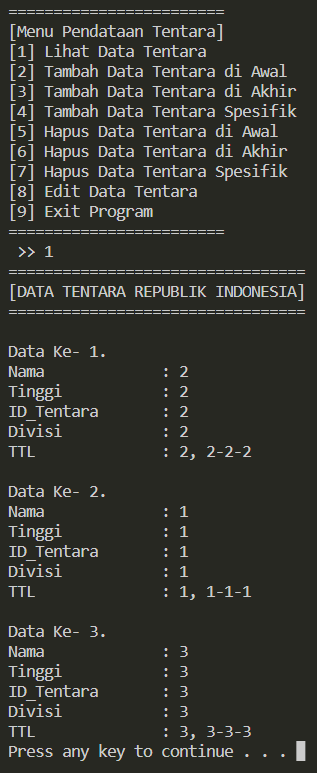 ========================
[Menu Pendataan Tentara]
[1] Lihat Data Tentara
[2] Tambah Data Tentara di Awal
[3] Tambah Data Tentara di Akhir
[4] Tambah Data Tentara Spesifik
[5] Hapus Data Tentara di Awal
[6] Hapus Data Tentara di Akhir
[7] Hapus Data Tentara Spesifik
[8] Edit Data Tentara
[9] Exit Program
========================
 >> 1
=================================
[DATA TENTARA REPUBLIK INDONESIA]
=================================

Data Ke- 1.
Nama             : 2
Tinggi           : 2
ID_Tentara       : 2
Divisi           : 2
TTL              : 2, 2-2-2

Data Ke- 2.
Nama             : 1
Tinggi           : 1
ID_Tentara       : 1
Divisi           : 1
TTL              : 1, 1-1-1

Data Ke- 3.
Nama             : 3
Tinggi           : 3
ID_Tentara       : 3
Divisi           : 3
TTL              : 3, 3-3-3
Press any key to continue . . .